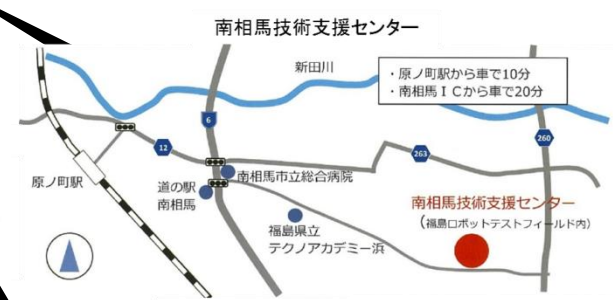 南相馬技術支援センター
新田川
・原ノ町駅から車で10分
・南相馬ＩＣから車で20分
6
260
12
263
原ノ町駅
南相馬市立総合病院
道の駅
南相馬
南相馬技術支援センター
（福島ロボットテストフィールド内）
福島県立
テクノアカデミー浜